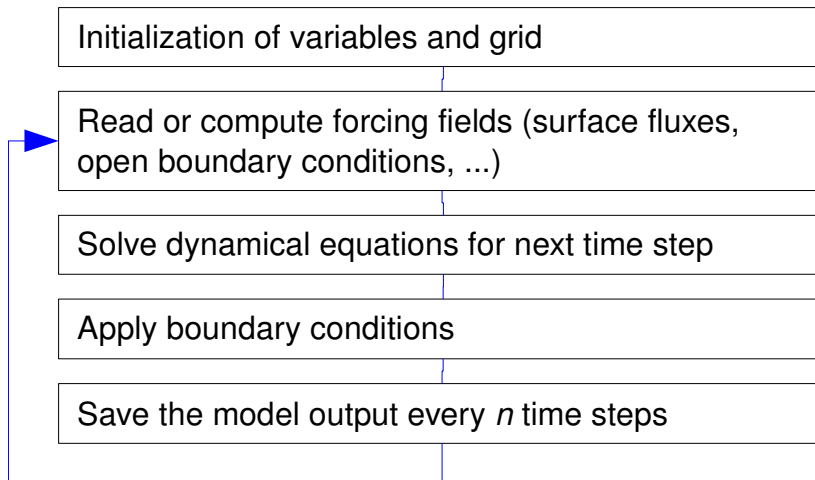 Initialization of variables and grid
Read or compute forcing fields (surface fluxes,
open boundary conditions, ...)
Solve dynamical equations for next time step
Apply boundary conditions
Save the model output every n time steps